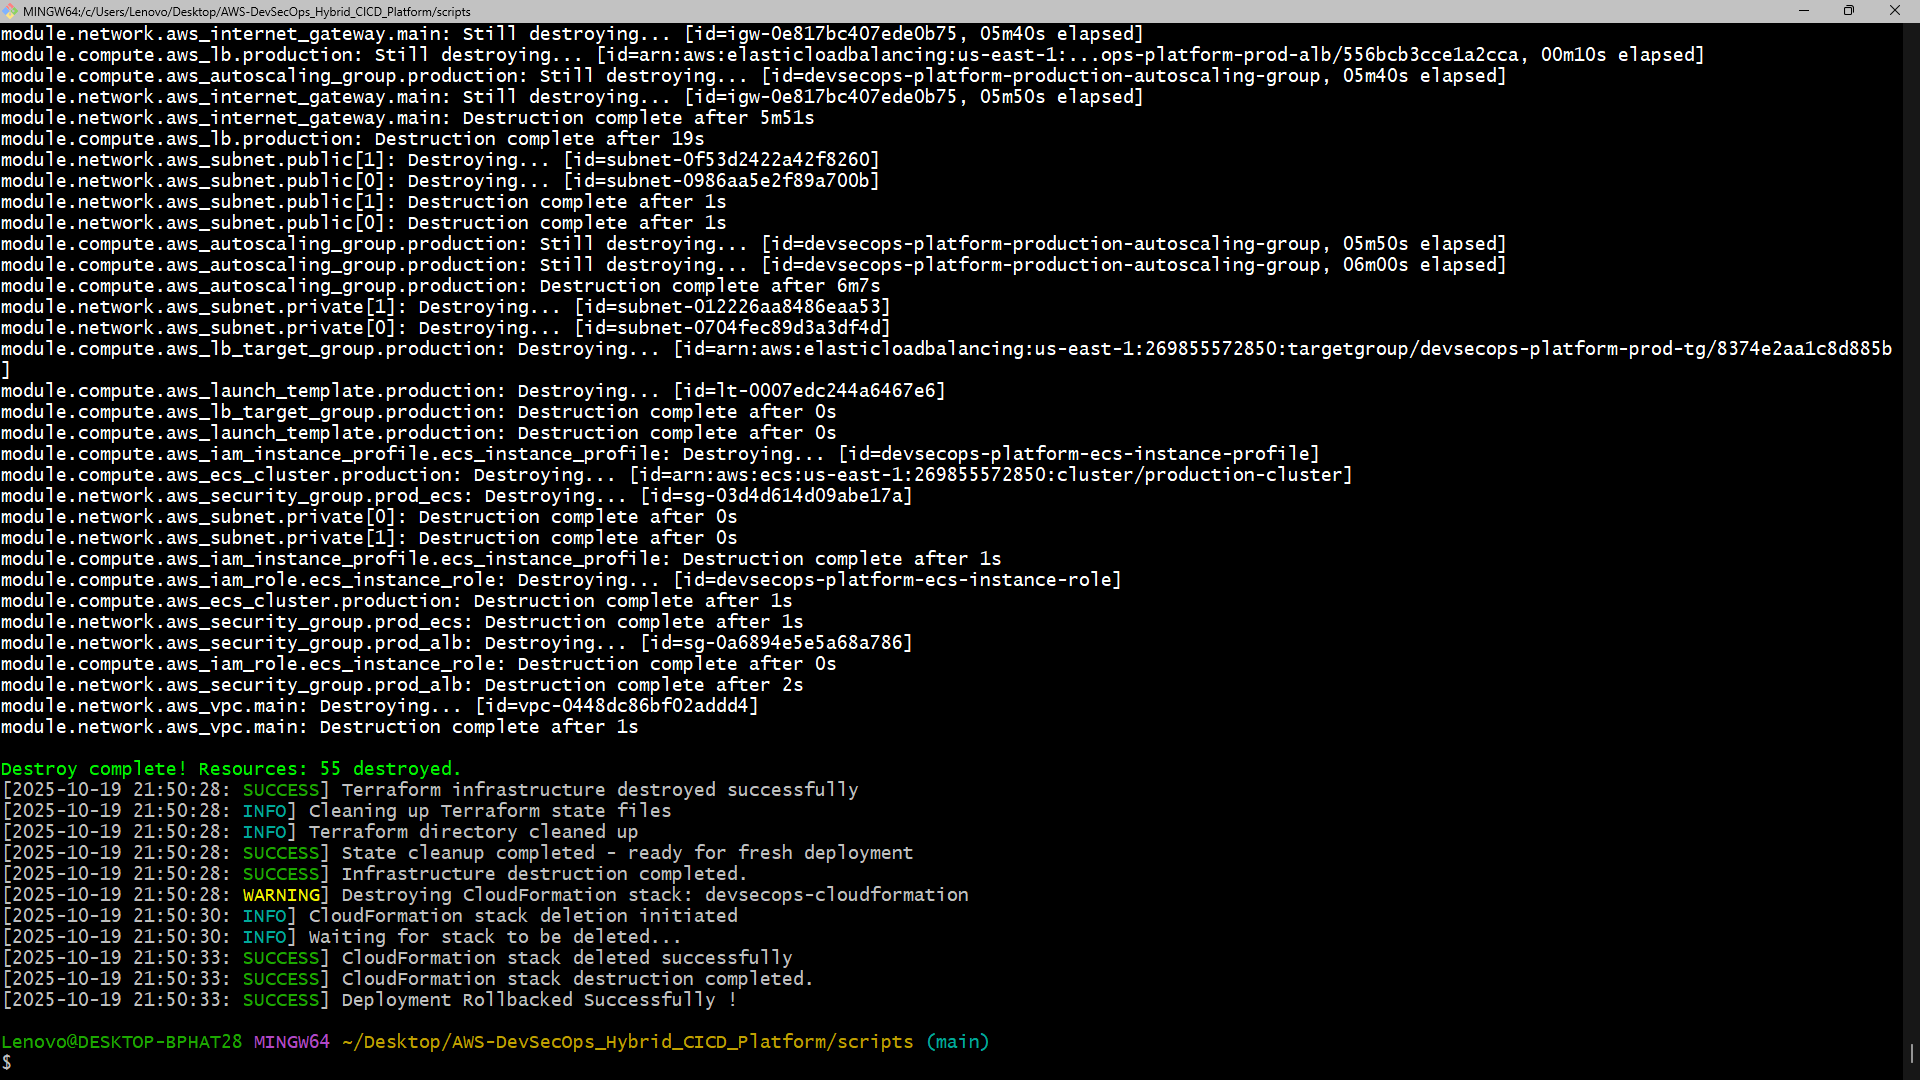 MINGW64:/c/Users/Lenovo/Desktop/AWS-DevSecOps_Hybrid_CICD_Platform/scripts
module.network.aws_internet_gateway.main: Still destroying... [id=igw-0e817bc407ede0b75, 05m40s elapsed]
module.compute.aws_lb.production: Still destroying... [id=arn:aws:elasticloadbalancing:us-east-1:...ops-platform-prod-alb/556bcb3cce1a2cca, 00m10s elapsed]
module.compute.aws_autoscaling_group.production: Still destroying... [id=devsecops-platform-production-autoscaling-group, 05m40s elapsed]
module.network.aws_internet_gateway.main: Still destroying... [id=igw-0e817bc407ede0b75, 05m50s elapsed]
module.network.aws_internet_gateway.main: Destruction complete after 5m51s
module.compute.aws_lb.production: Destruction complete after 19s
module.network.aws_subnet.public[1]: Destroying... [id=subnet-0f53d2422a42f8260]
module.network.aws_subnet.public[0]: Destroying... [id=subnet-0986aa5e2f89a700b]
module.network.aws_subnet.public[1]: Destruction complete after 1s
module.network.aws_subnet.public[0]: Destruction complete after 1s
module.compute.aws_autoscaling_group.production: Still destroying... [id=devsecops-platform-production-autoscaling-group, 05m50s elapsed]
module.compute.aws_autoscaling_group.production: Still destroying... [id=devsecops-platform-production-autoscaling-group, 06m00s elapsed]
module.compute.aws_autoscaling_group.production: Destruction complete after 6m7s
module.network.aws_subnet.private[1]: Destroying... [id=subnet-012226aa8486eaa53]
module.network.aws_subnet.private[0]: Destroying... [id=subnet-0704fec89d3a3df4d]
module.compute.aws_lb_target_group.production: Destroying... [id=arn:aws:elasticloadbalancing:us-east-1:269855572850:targetgroup/devsecops-platform-prod-tg/8374e2aa1c8d885b
]
module.compute.aws_launch_template.production: Destroying... [id=lt-0007edc244a6467e6]
module.compute.aws_lb_target_group.production: Destruction complete after 0s
module.compute.aws_launch_template.production: Destruction complete after 0s
module.compute.aws_iam_instance_profile.ecs_instance_profile: Destroying... [id=devsecops-platform-ecs-instance-profile]
module.compute.aws_ecs_cluster.production: Destroying... [id=arn:aws:ecs:us-east-1:269855572850:cluster/production-cluster]
module.network.aws_security_group.prod_ecs: Destroying... [id=sg-03d4d614d09abe17a]
module.network.aws_subnet.private[0]: Destruction complete after 0s
module.network.aws_subnet.private[1]: Destruction complete after 0s
module.compute.aws_iam_instance_profile.ecs_instance_profile: Destruction complete after 1s
module.compute.aws_iam_role.ecs_instance_role: Destroying... [id=devsecops-platform-ecs-instance-role]
module.compute.aws_ecs_cluster.production: Destruction complete after 1s
module.network.aws_security_group.prod_ecs: Destruction complete after 1s
module.network.aws_security_group.prod_alb: Destroying... [id=sg-0a6894e5e5a68a786]
module.compute.aws_iam_role.ecs_instance_role: Destruction complete after 0s
module.network.aws_security_group.prod_alb: Destruction complete after 2s
module.network.aws_vpc.main: Destroying... [id=vpc-0448dc86bf02addd4]
module.network.aws_vpc.main: Destruction complete after 1s
Destroy complete! Resources: 55 destroyed.
[2025-10-19 21:50:28: SUCCESS] Terraform infrastructure destroyed successfully
[2025-10-19 21:50:28: INFO] Cleaning up Terraform state files
[2025-10-19 21:50:28: INFO] Terraform directory cleaned up
[2025-10-19 21:50:28: SUCCESS] State cleanup completed - ready for fresh deployment
[2025-10-19 21:50:28: SUCCESS] Infrastructure destruction completed.
[2025-10-19 21:50:28: WARNING] Destroying CloudFormation stack: devsecops-cloudformation
[2025-10-19 21:50:30: INFO] CloudFormation stack deletion initiated
[2025-10-19 21:50:30: INFO] Waiting for stack to be deleted...
[2025-10-19 21:50:33: SUCCESS] CloudFormation stack deleted successfully
[2025-10-19 21:50:33: SUCCESS] CloudFormation stack destruction completed.
[2025-10-19 21:50:33: SUCCESS] Deployment Rollbacked Successfully !
Lenovo@DESKTOP-BPHAT28 MINGW64 ~/Desktop/AWS-DevSecOps_Hybrid_CICD_Platform/scripts (main)
$